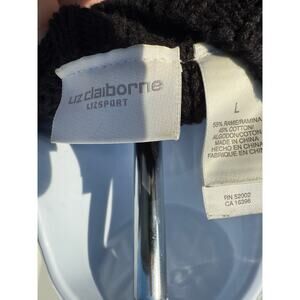 Liz claiborne
LIZSPORT
L
55% RAMIE/RAMINA
45% COTTON/
ALGODON/COTON
MADE IN CHINA
HECHO EN CHINA
FABRIQUE EN CHINE
RN 52002
CA 16396